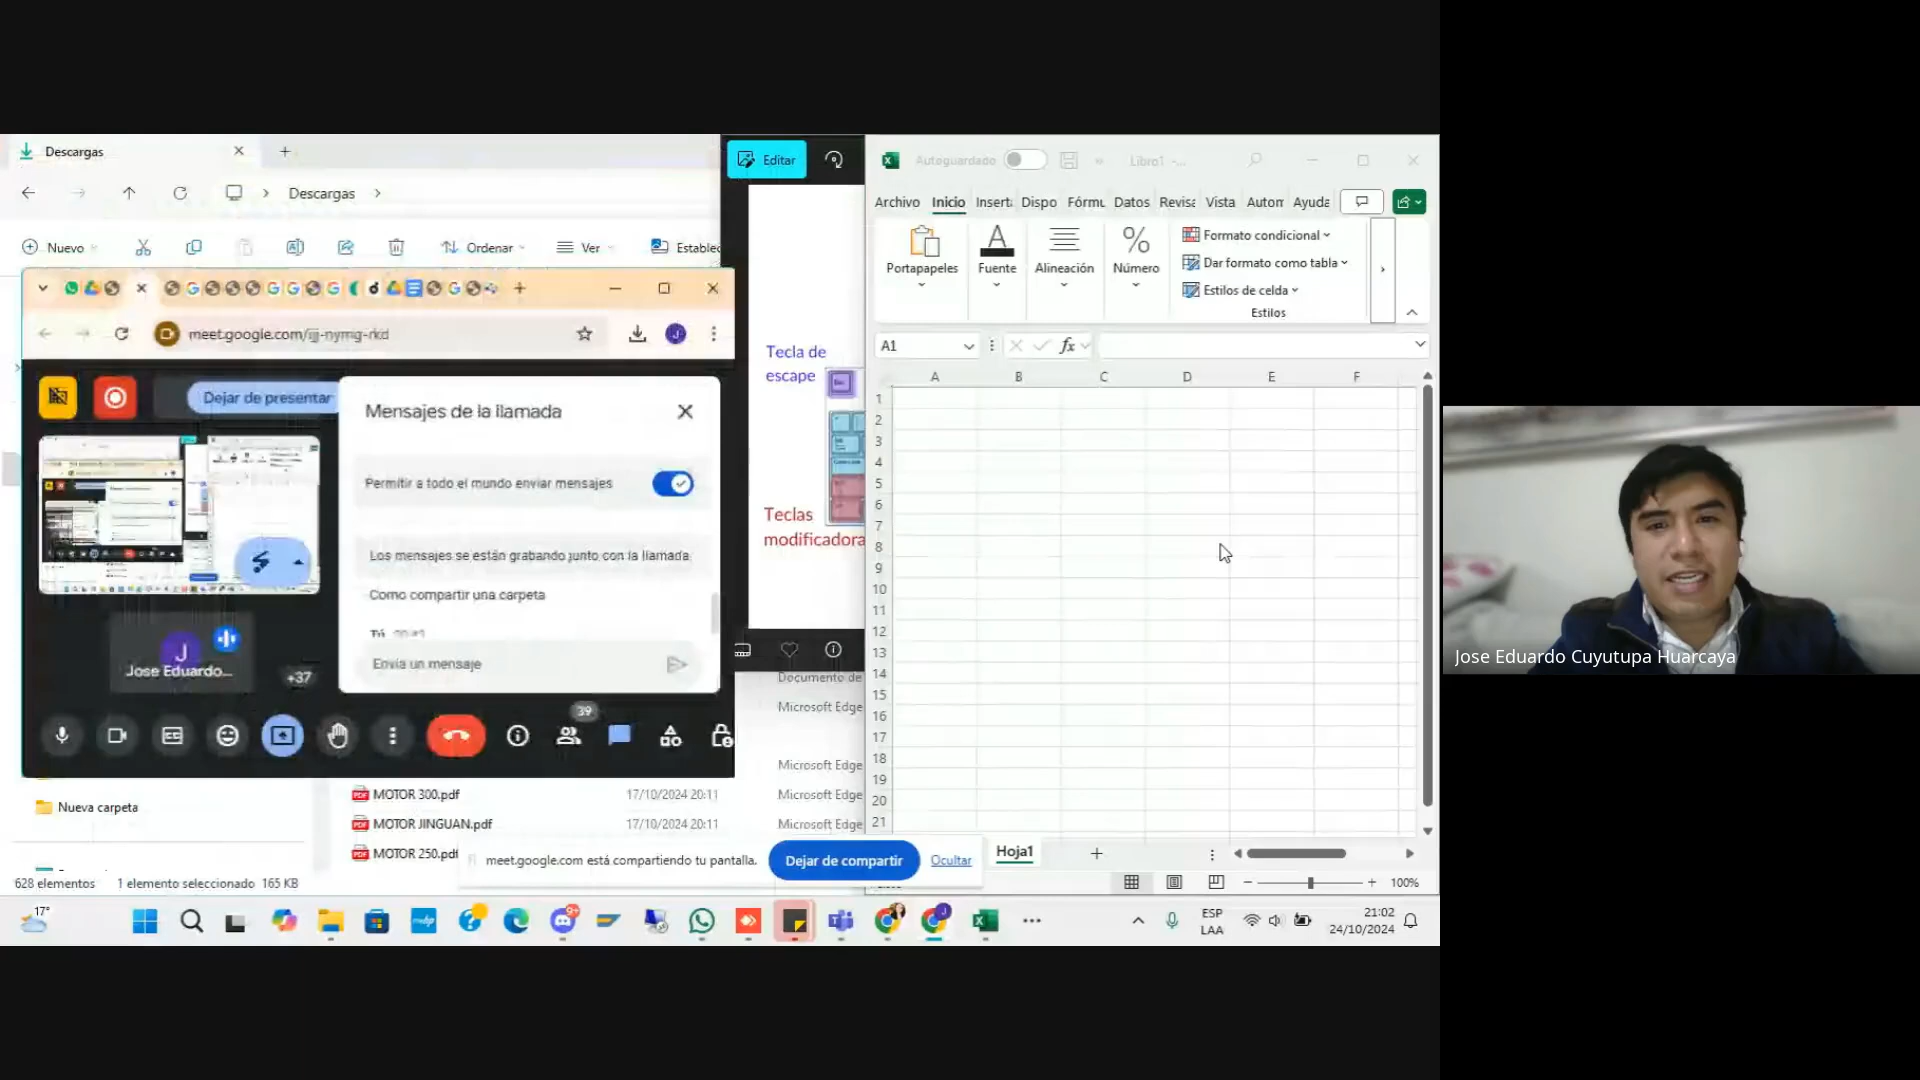 Descargas
Descargas
Nuevo
Ordenar
Ver
Establec
meet.google.com/jjj-nymg-rkd
Dejar de presentar
Mensajes de la llamada
Permitir a todo el mundo enviar mensajes
Los mensajes se están grabando junto con la llamada
Como compartir una carpeta
Tú
Envía un mensaje
J
Jose Eduardo...
+37
39
Nueva carpeta
MOTOR 300.pdf 17/10/2024 20:11
MOTOR JINGUAN.pdf 17/10/2024 20:11
MOTOR 250.pdf
628 elementos 1 elemento seleccionado 165 KB
Editar
Tecla de
escape
Teclas
modificadora
Documento de
Microsoft Edge
Microsoft Edge
Microsoft Edge
Microsoft Edge
meet.google.com está compartiendo tu pantalla. Dejar de compartir Ocultar
Autoguardado Libro1 -...
Archivo Inicio Insert Dispo Fórmu Datos Revisa Vista Autom Ayuda
Portapapeles Fuente Alineación Número
Formato condicional
Dar formato como tabla
Estilos de celda
Estilos
A1 fx
A B C D E F
1
2
3
4
5
6
7
8
9
10
11
12
13
14
15
16
17
18
19
20
21
Hoja1
100%
17°
ESP
LAA
21:02
24/10/2024
Jose Eduardo Cuyutupa Huarcaya